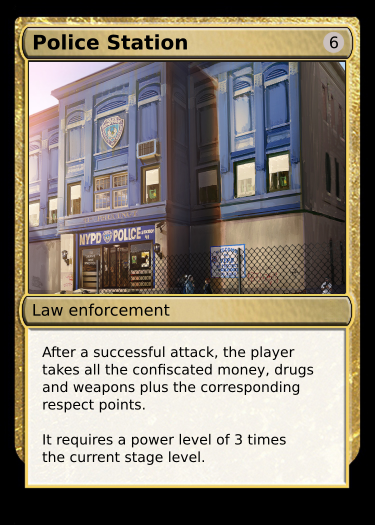 Police Station
6
NYPD POLICE
Law enforcement
After a successful attack, the player
takes all the confiscated money, drugs
and weapons plus the corresponding
respect points.
It requires a power level of 3 times
the current stage level.